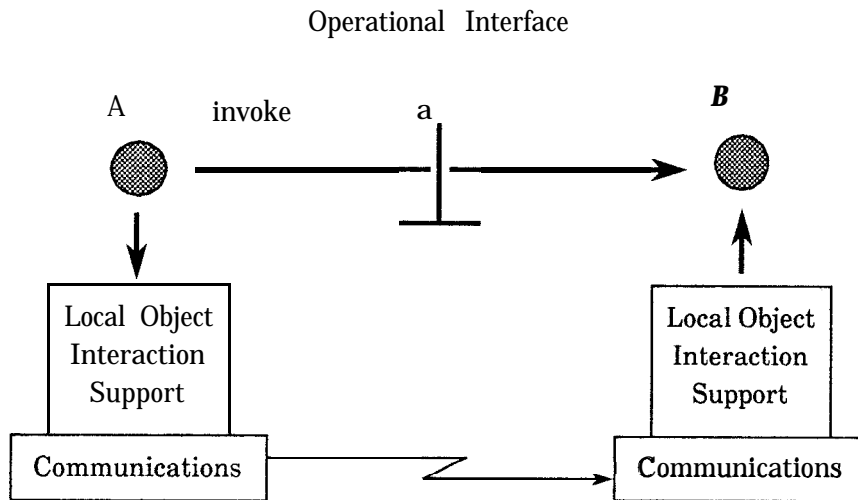 Operational Interface
A
invoke
a
B
Local Object
Interaction
Support
Local Object
Interaction
Support
Communications
Communications